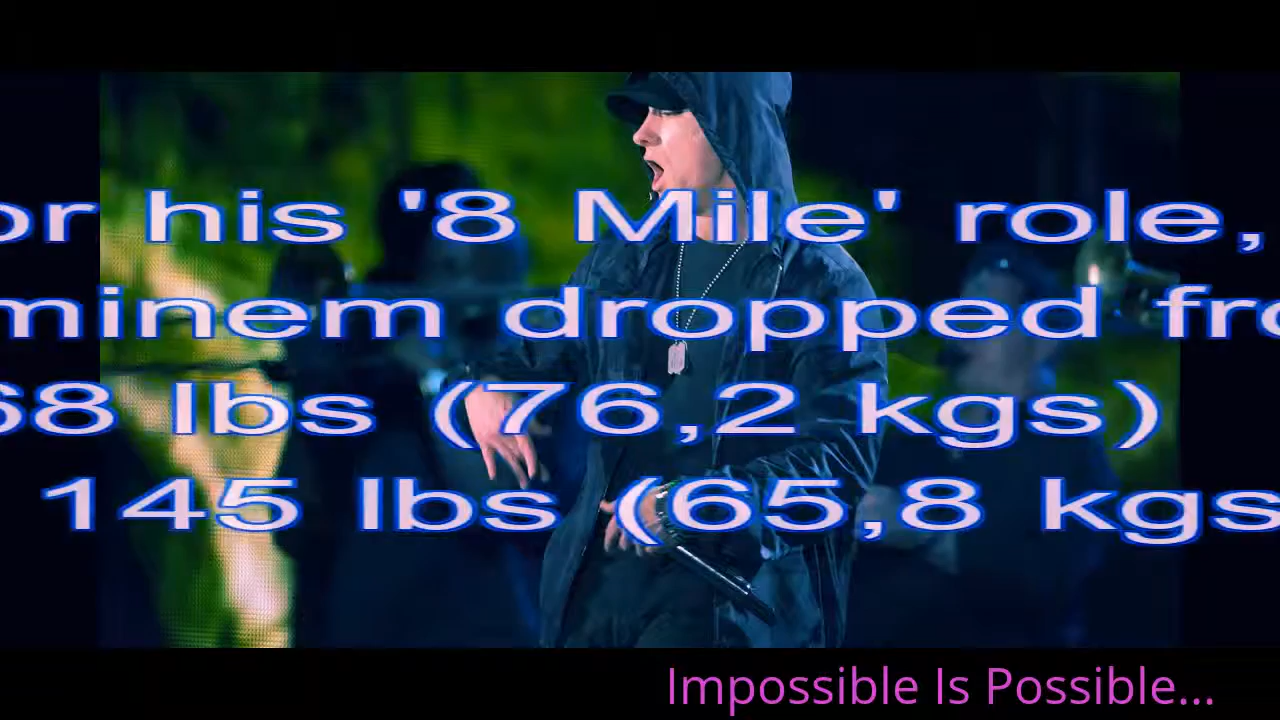 or his '8 Mile' role,
minem dropped fro
68 lbs (76,2 kgs)
145 lbs (65,8 kgs
Impossible Is Possible...